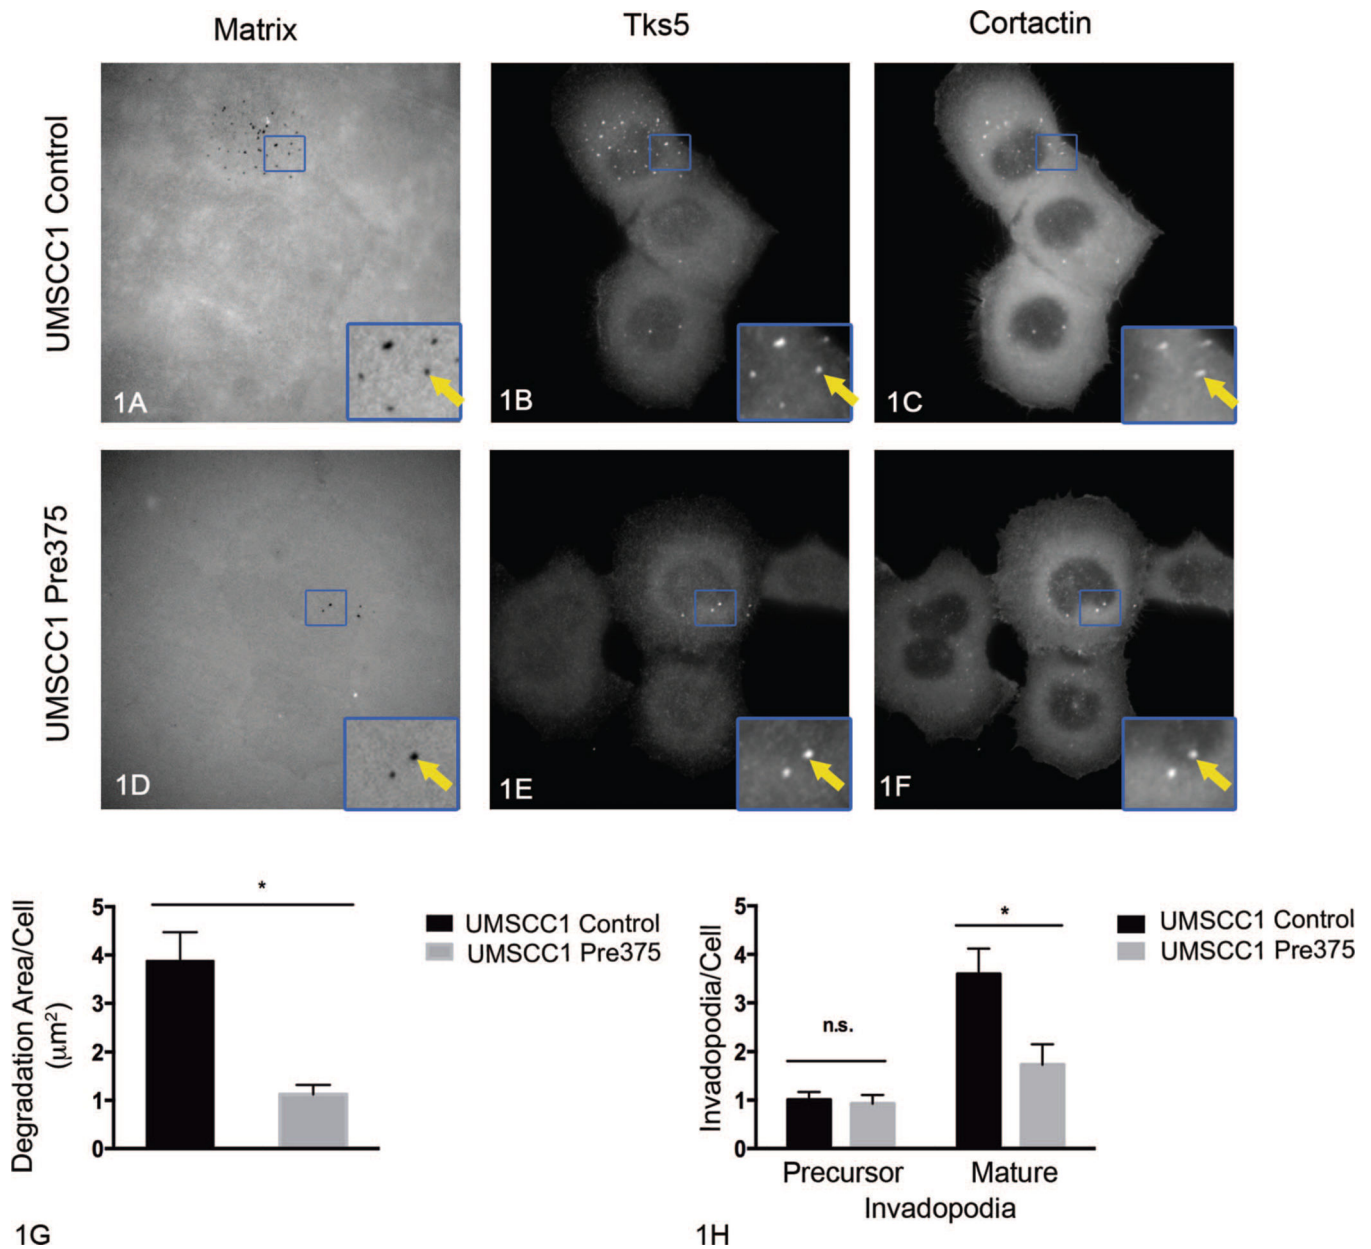 Matrix
Tks5
Cortactin
UMSCC1 Control
1A
1B
1C
UMSCC1 Pre375
1D
1E
1F
Degradation Area/Cell
(μm²)
5
4
3
2
1
0
*
UMSCC1 Control
UMSCC1 Pre375
1G
Invadopodia/Cell
5
4
3
2
1
0
n.s.
*
UMSCC1 Control
UMSCC1 Pre375
Precursor
Mature
Invadopodia
1H